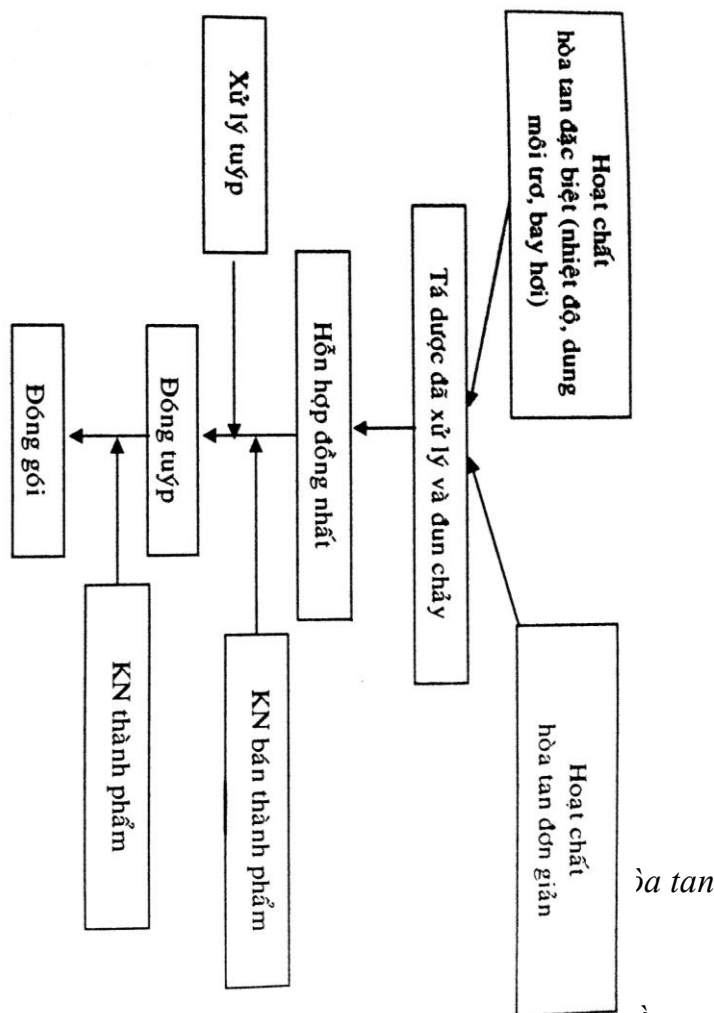 Hoạt chất
hòa tan đặc biệt (nhiệt độ, dung
môi trơ, bay hơi)
Hoạt chất
hòa tan đơn giản
Tá dược đã xử lý và đun chảy
Hỗn hợp đồng nhất
Xử lý tuýp
KN bán thành phẩm
Đóng tuýp
KN thành phẩm
Đóng gói
òa tan